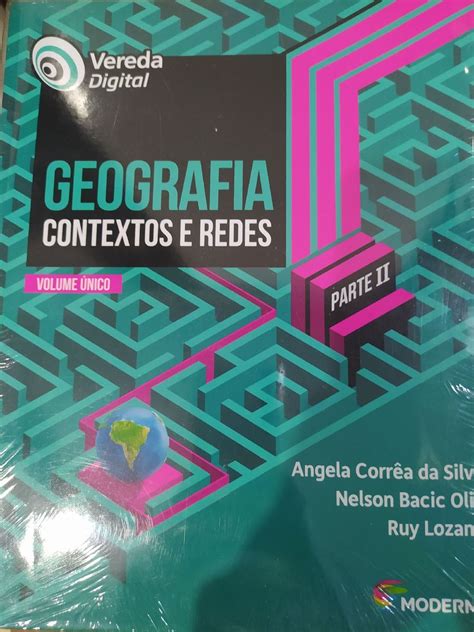 Vereda
Digital
GEOGRAFIA
CONTEXTOS E REDES
VOLUME ÚNICO
PARTE II
Angela Corrêa da Silv
Nelson Bacic Oli
Ruy Lozan
MODERN